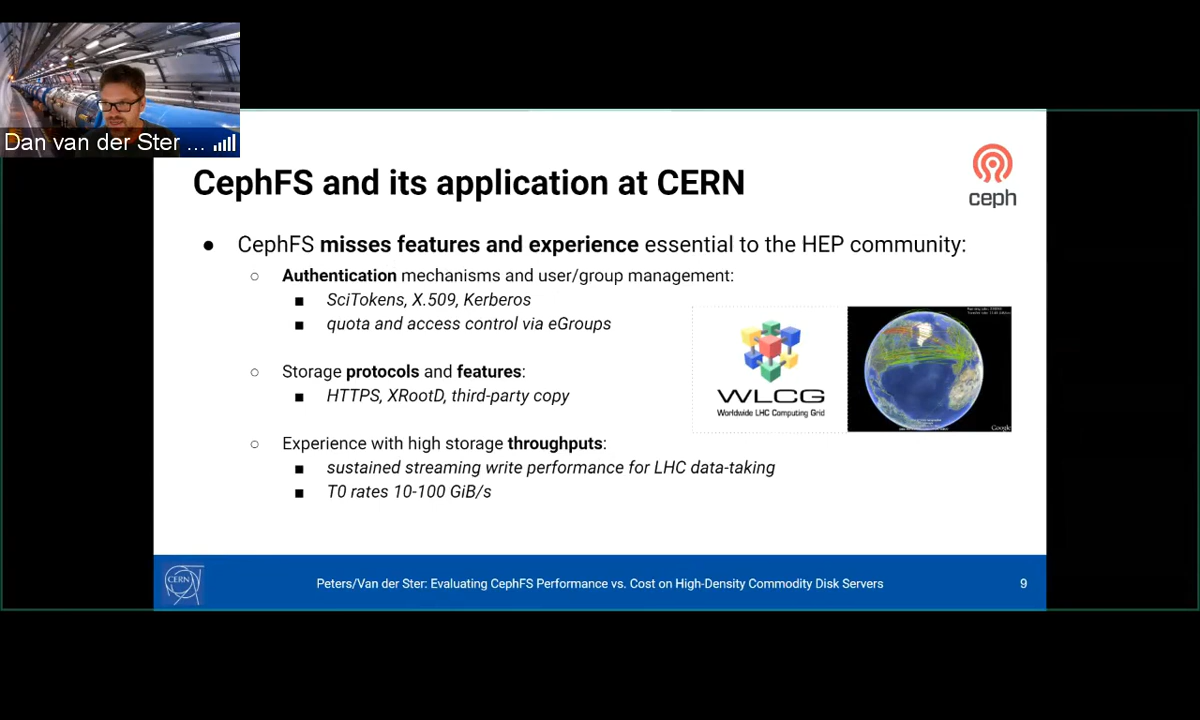 Dan van der Ster ...
CephFS and its application at CERN
ceph
● CephFS misses features and experience essential to the HEP community:
○ Authentication mechanisms and user/group management:
■ SciTokens, X.509, Kerberos
■ quota and access control via eGroups
○ Storage protocols and features:
■ HTTPS, XRootD, third-party copy
WLCG
Worldwide LHC Computing Grid
Google
○ Experience with high storage throughputs:
■ sustained streaming write performance for LHC data-taking
■ T0 rates 10-100 GiB/s
CERN
Peters/Van der Ster: Evaluating CephFS Performance vs. Cost on High-Density Commodity Disk Servers
9